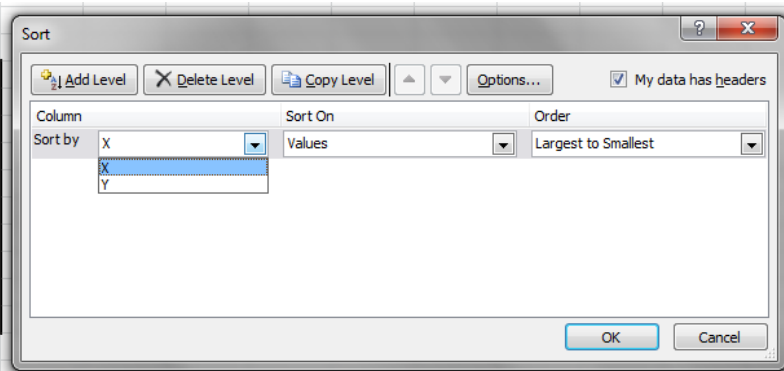 Sort
Add Level Delete Level Copy Level Options... My data has headers
Column Sort On Order
Sort by X Values Largest to Smallest
X
Y
OK Cancel